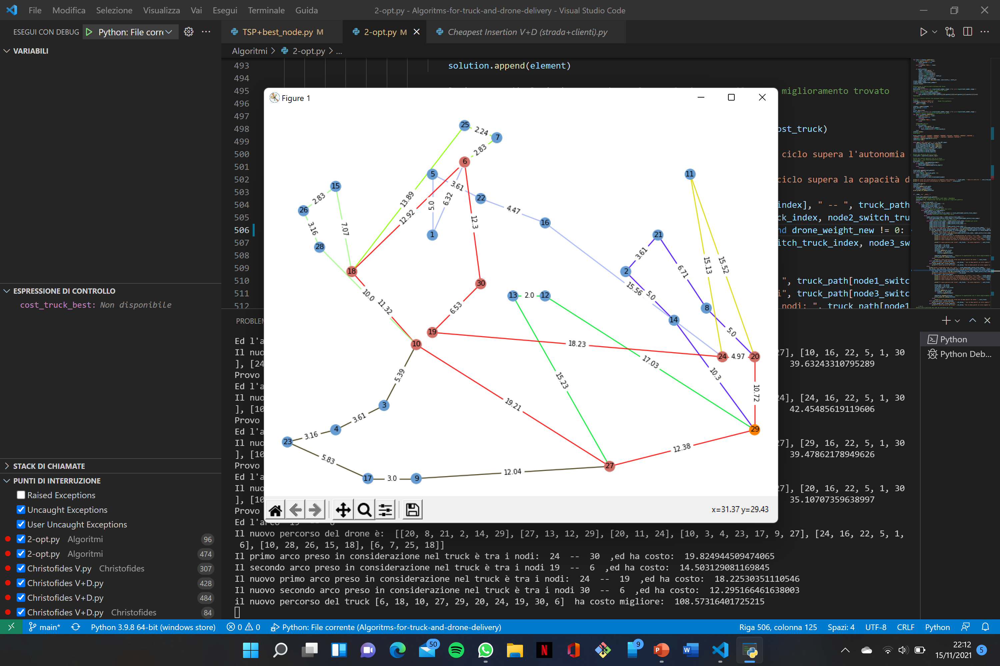 File Modifica Selezione Visualizza Vai Esegui Terminale Guida
2-opt.py - Algoritms-for-truck-and-drone-delivery - Visual Studio Code
ESEGUI CON DEBUG Python: File corre
TSP+best_node.py M
2-opt.py M
Cheapest Insertion V+D (strada+clienti).py
VARIABILI
Algoritmi > 2-opt.py > ...
493 solution.append(element)
494
495 miglioramento trovato
496
497
498 ost_truck)
499
500 ciclo supera l'autonomia
501
502 ciclo supera la capacità d
503
504 index], " -- ", truck_path
505 ck_index, node2_switch_tru
506 nd drone_weight_new != 0:
507 itch_truck_index, node3_sw
508
509
510 ", truck_path[node1_switc
511 i", truck_path[node3_switc
512 nodi: ", truck_path[node1
ESPRESSIONE DI CONTROLLO
cost_truck_best: Non disponibile
STACK DI CHIAMATE
PUNTI DI INTERRUZIONE
Raised Exceptions
Uncaught Exceptions
User Uncaught Exceptions
2-opt.py Algoritmi 96
2-opt.py Algoritmi 474
Christofides V.py Christofides 307
Christofides V+D.py 428
Christofides V+D.py 484
Christofides V+D.py Christofides 84
Figure 1
25
2.24
7
2.83
6
5
11
15
3.61
2.83
13.89
22
6.32
5.0
26
4.47
12.92
16
12.3
3.16
7.07
1
21
28
3.61
15.13
15.52
18
2
6.71
30
15.56
10.0
5.0
13
2.0
12
11.32
6.53
8
14
19
5.0
10
18.23
24
4.97
20
17.03
5.39
10.3
15.23
10.72
3
19.21
3.61
4
29
3.16
23
12.38
5.83
27
12.04
17
3.0
9
x=31.37 y=29.43
PROBLEM
Python
Python Deb...
Ed l'a
Il nuo 27], [10, 16, 22, 5, 1, 30
], [24 39.63243310795289
Provo
Ed l'a
Il nuo 24], [24, 16, 22, 5, 1, 30
], [10 42.45485619119606
Provo
Ed l'a
Il nuo 27], [29, 16, 22, 5, 1, 30
], [10 39.47862178949626
Provo
Ed l'a
Il nuo 27], [20, 16, 22, 5, 1, 30
], [10 35.10707359638997
Provo
Ed l'arco 19 -- 6
Il nuovo percorso del drone è: [[20, 8, 21, 2, 14, 29], [27, 13, 12, 29], [20, 11, 24], [10, 3, 4, 23, 17, 9, 27], [24, 16, 22, 5, 1,
6], [10, 28, 26, 15, 18], [6, 7, 25, 18]]
Il primo arco preso in considerazione nel truck è tra i nodi: 24 -- 30 ,ed ha costo: 19.824944509474065
Il secondo arco preso in considerazione nel truck è tra i nodi 19 -- 6 ,ed ha costo: 14.503129081169845
Il nuovo primo arco preso in considerazione nel truck è tra i nodi: 24 -- 19 ,ed ha costo: 18.22530351110546
Il nuovo secondo arco preso in considerazione nel truck è tra i nodi 30 -- 6 ,ed ha costo: 12.295166461638003
il nuovo percorso del truck [6, 18, 10, 27, 29, 20, 24, 19, 30, 6] ha costo migliore: 108.57316401725215
main* Python 3.9.8 64-bit (windows store) 0 0 Python: File corrente (Algoritms-for-truck-and-drone-delivery)
Riga 506, colonna 125 Spazi: 4 UTF-8 CRLF Python
50
9
22:12
15/11/2021
5